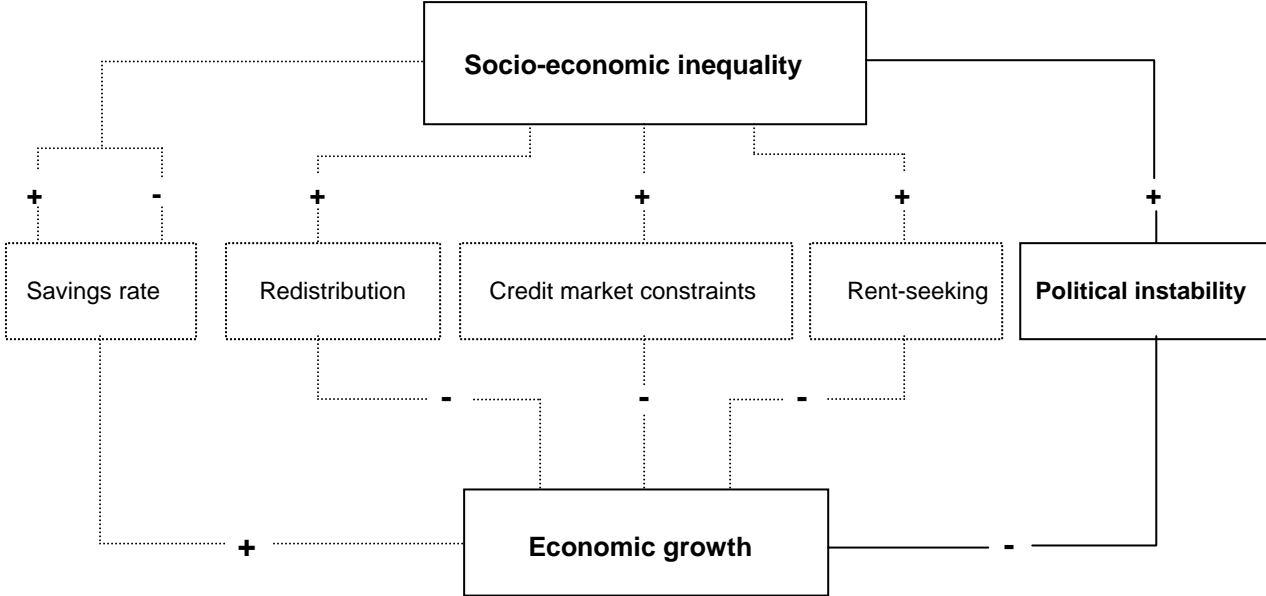 Socio-economic inequality
+ - + + + +
Savings rate Redistribution Credit market constraints Rent-seeking Political instability
- - -
+ Economic growth -